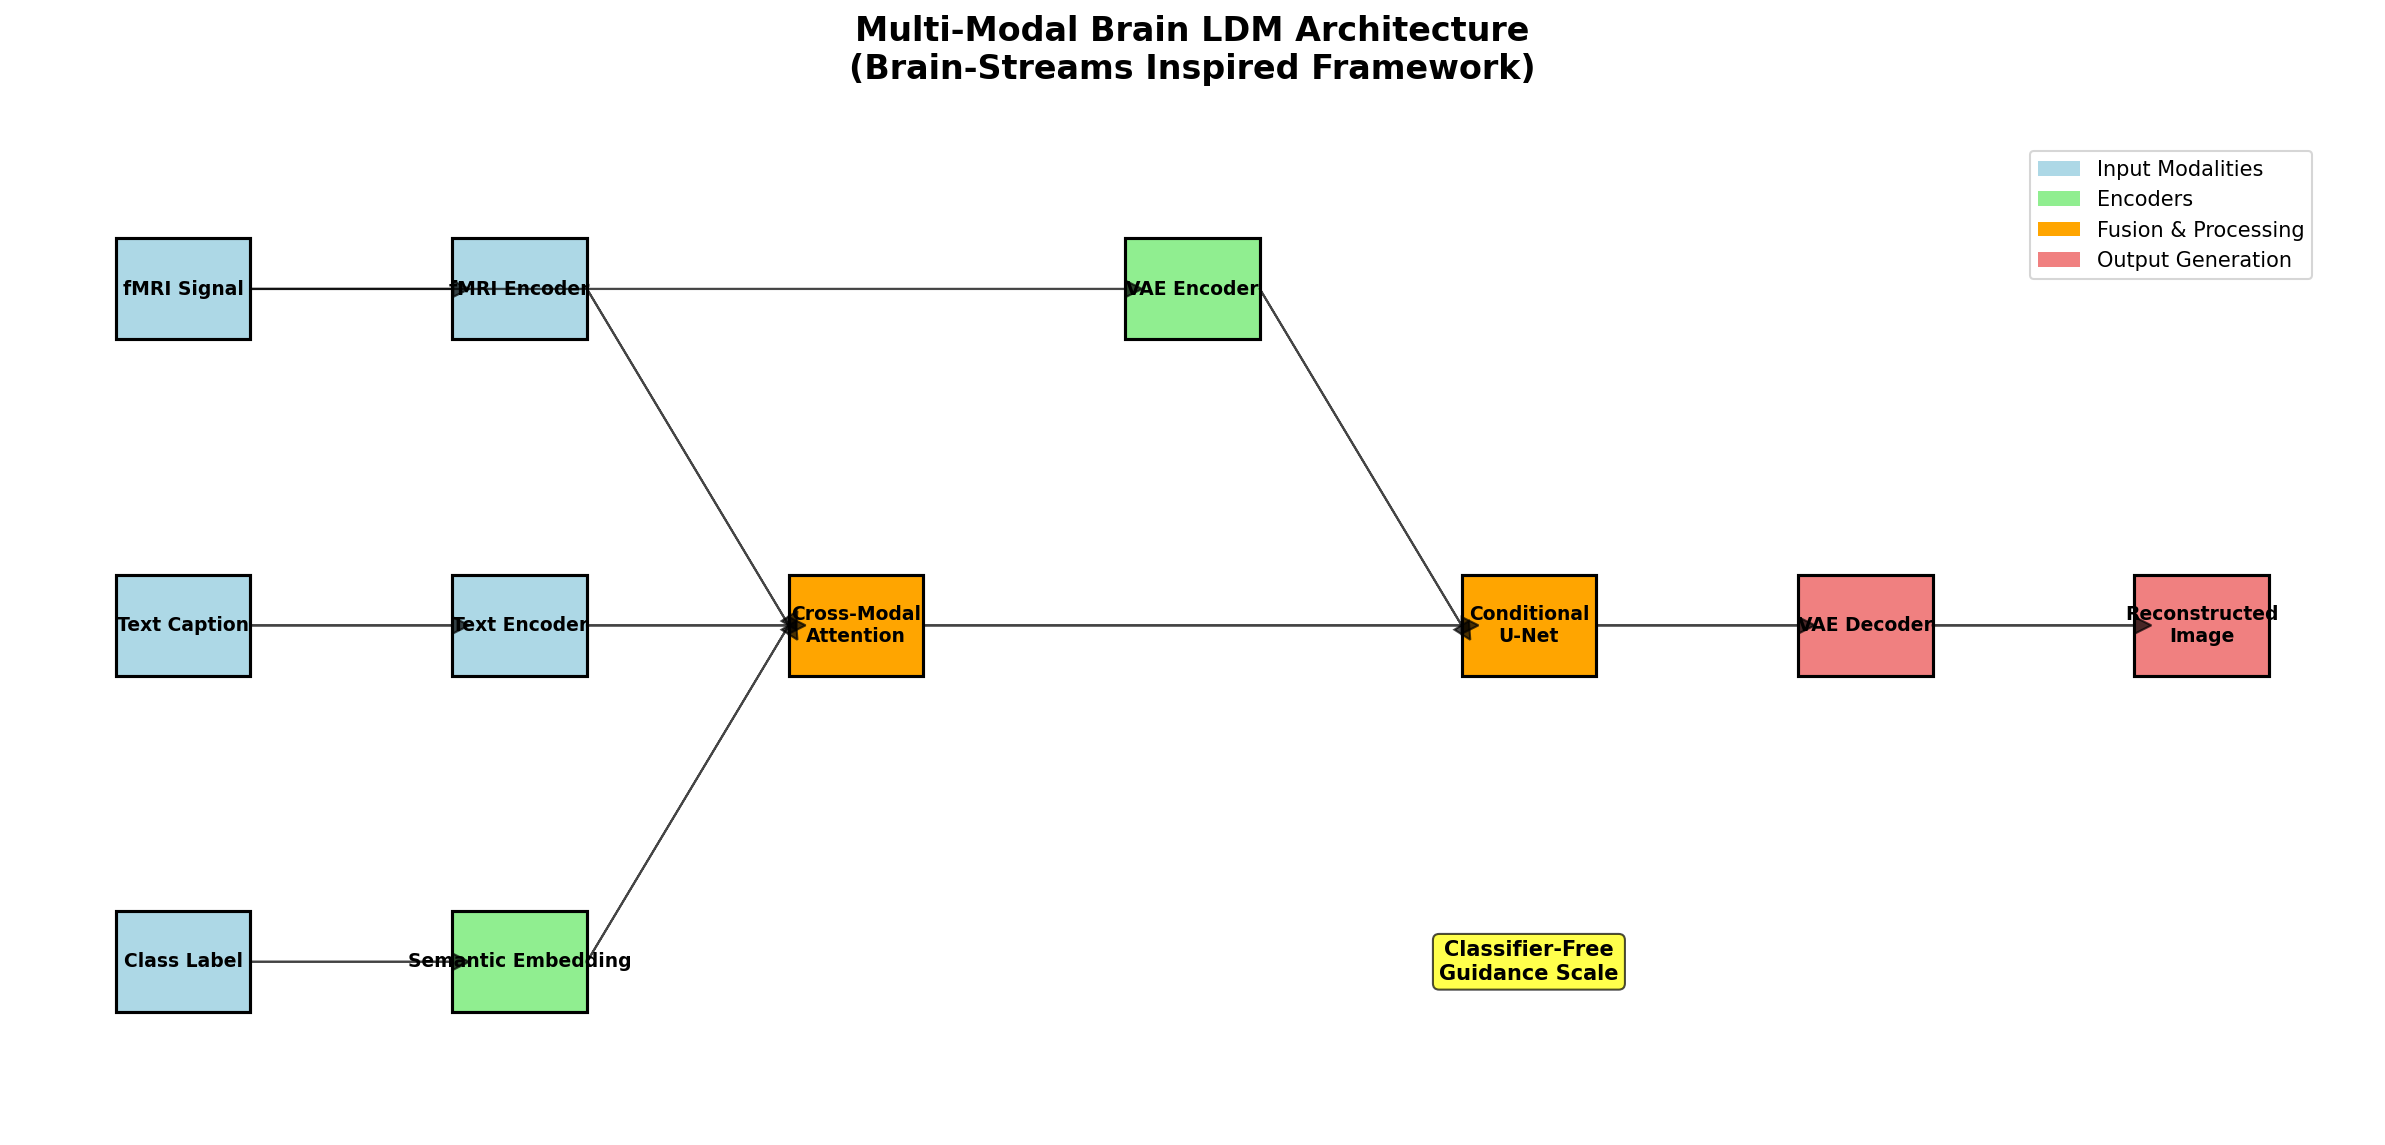 Multi-Modal Brain LDM Architecture
(Brain-Streams Inspired Framework)
Input Modalities
Encoders
Fusion & Processing
Output Generation
fMRI Signal
fMRI Encoder
VAE Encoder
Text Caption
Text Encoder
Cross-Modal
Attention
Conditional
U-Net
VAE Decoder
Reconstructed
Image
Class Label
Semantic Embedding
Classifier-Free
Guidance Scale